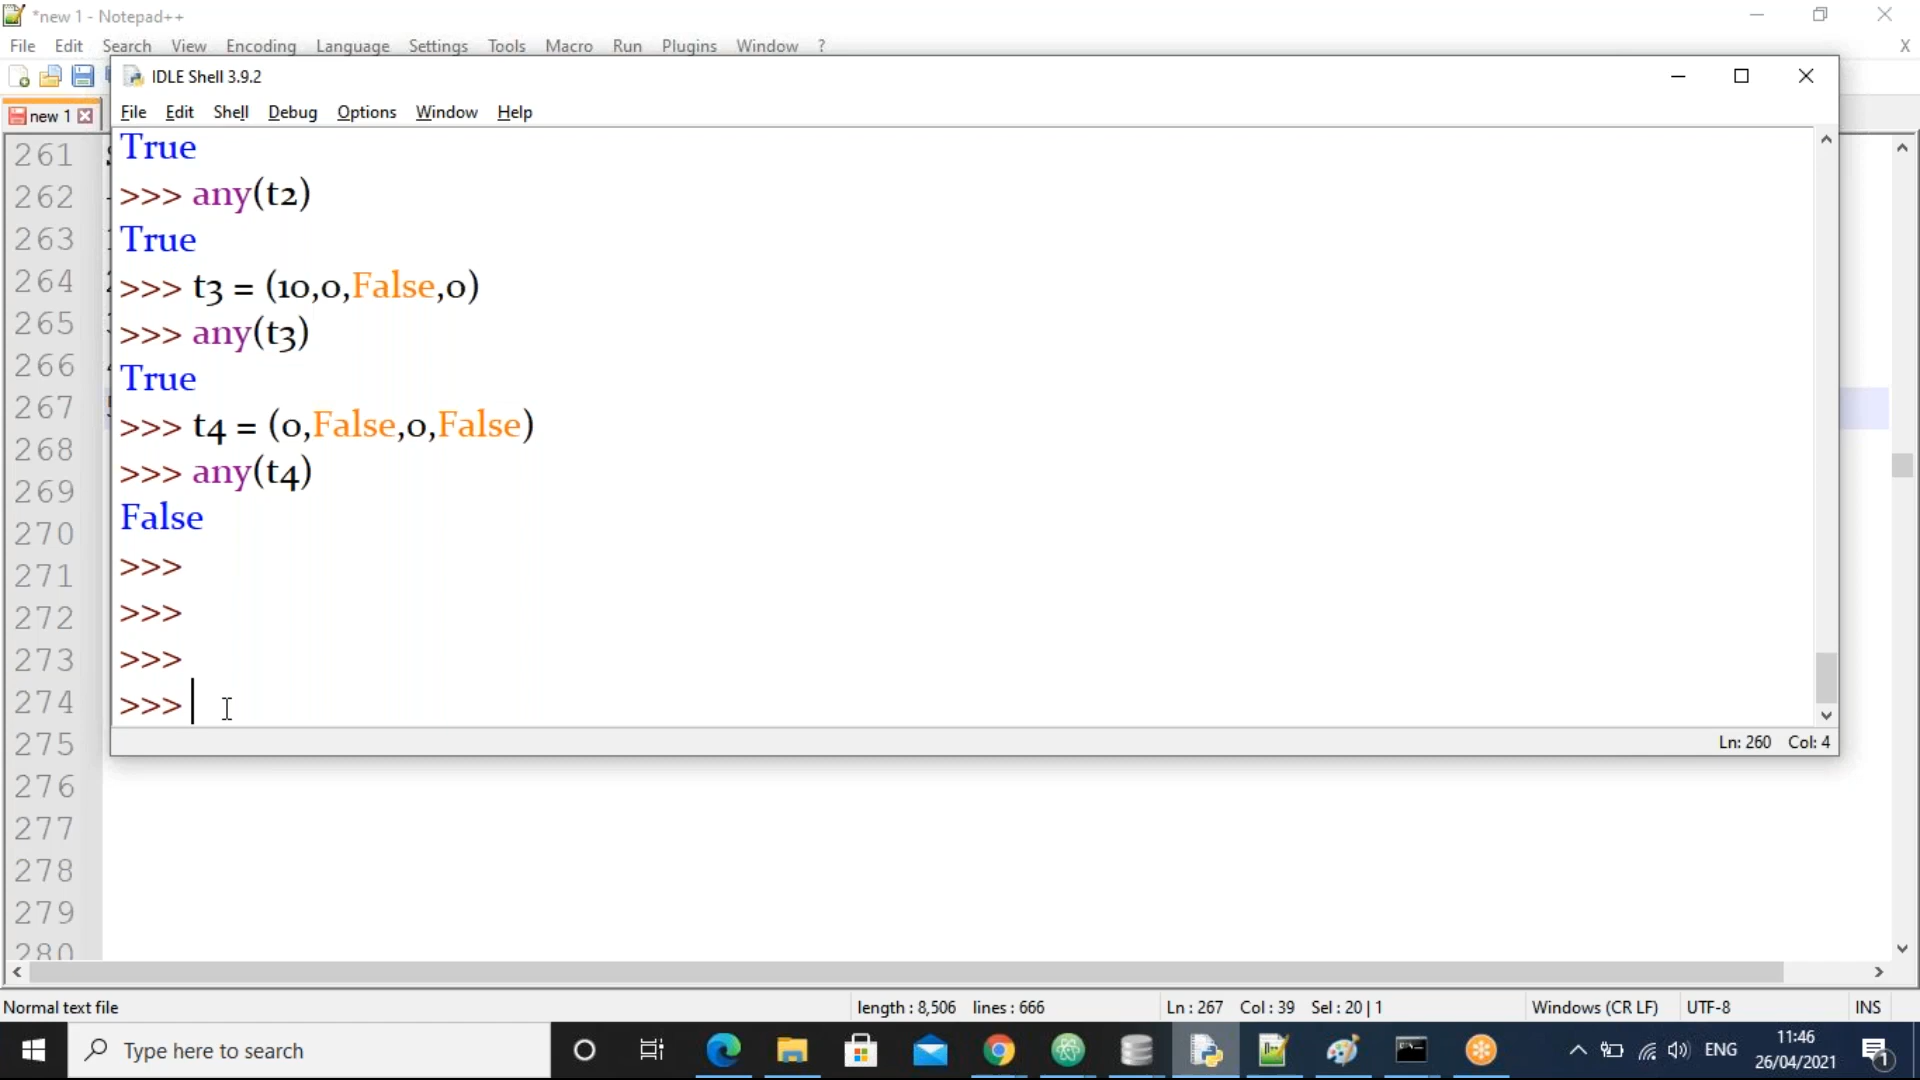 *new 1 - Notepad++
File Edit Search View Encoding Language Settings Tools Macro Run Plugins Window ?
X
IDLE Shell 3.9.2
new 1
File Edit Shell Debug Options Window Help
261
262
263
264
265
266
267
268
269
270
271
272
273
274
275
276
277
278
279
280
True
>>> any(t2)
True
>>> t3 = (10,0,False,0)
>>> any(t3)
True
>>> t4 = (0,False,0,False)
>>> any(t4)
False
>>>
>>>
>>>
>>>
Ln: 260 Col: 4
Normal text file length : 8,506 lines : 666 Ln : 267 Col : 39 Sel : 20 | 1 Windows (CR LF) UTF-8 INS
Type here to search
ENG
11:46
26/04/2021
1